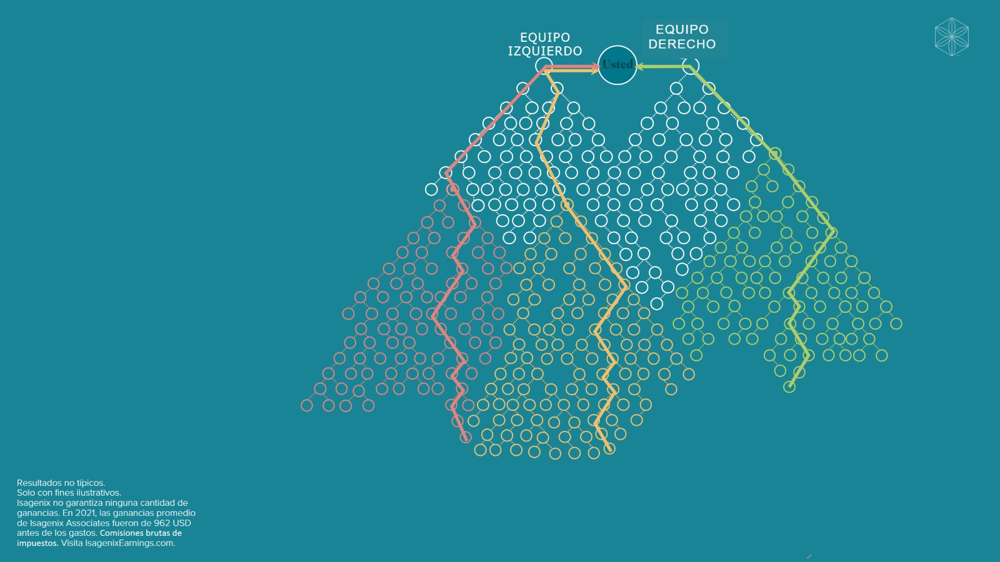 EQUIPO
IZQUIERDO
EQUIPO
DERECHO
Usted
Resultados no típicos.
Solo con fines ilustrativos.
Isagenix no garantiza ninguna cantidad de
ganancias. En 2021, las ganancias promedio
de Isagenix Associates fueron de 962 USD
antes de los gastos. Comisiones brutas de
impuestos. Visita IsagenixEarnings.com.